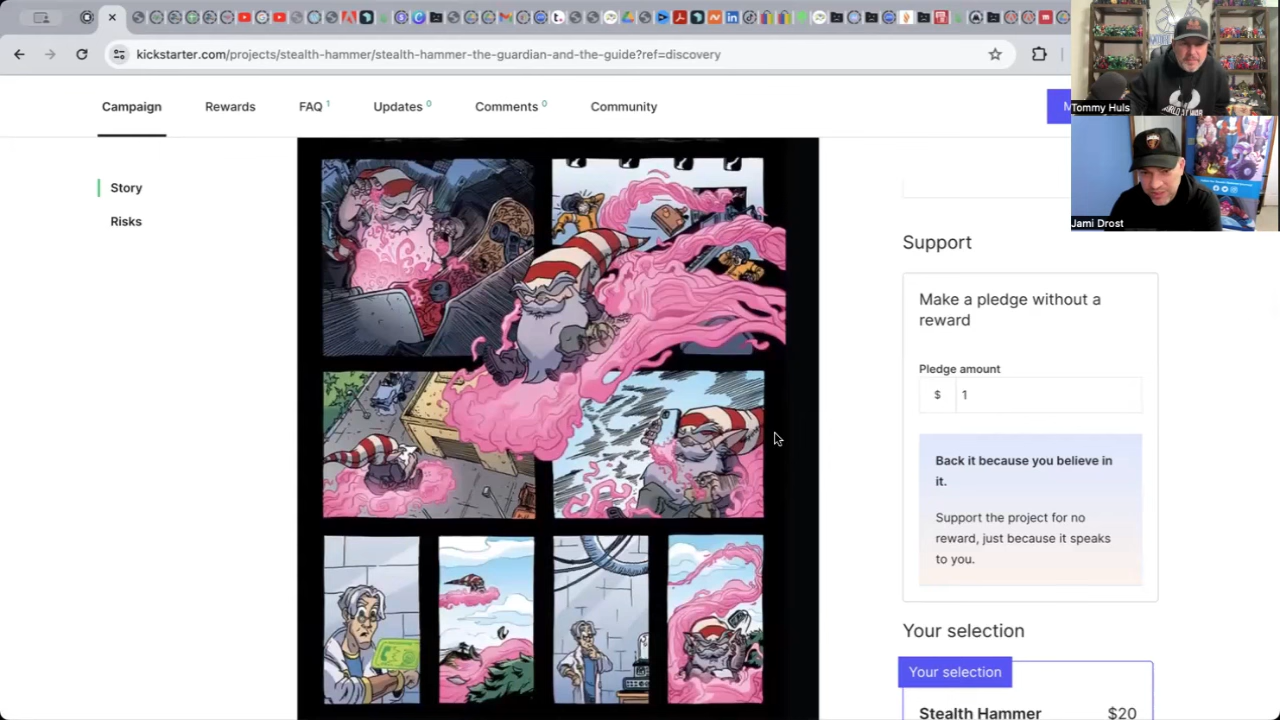 kickstarter.com/projects/stealth-hammer/stealth-hammer-the-guardian-and-the-guide?ref=discovery
Campaign
Rewards
FAQ 1
Updates 0
Comments 0
Community
M
Tommy Huls
Jami Drost
Story
Risks
Support
Make a pledge without a
reward
Pledge amount
$ 1
Back it because you believe in
it.
Support the project for no
reward, just because it speaks
to you.
Your selection
Your selection
Stealth Hammer $20